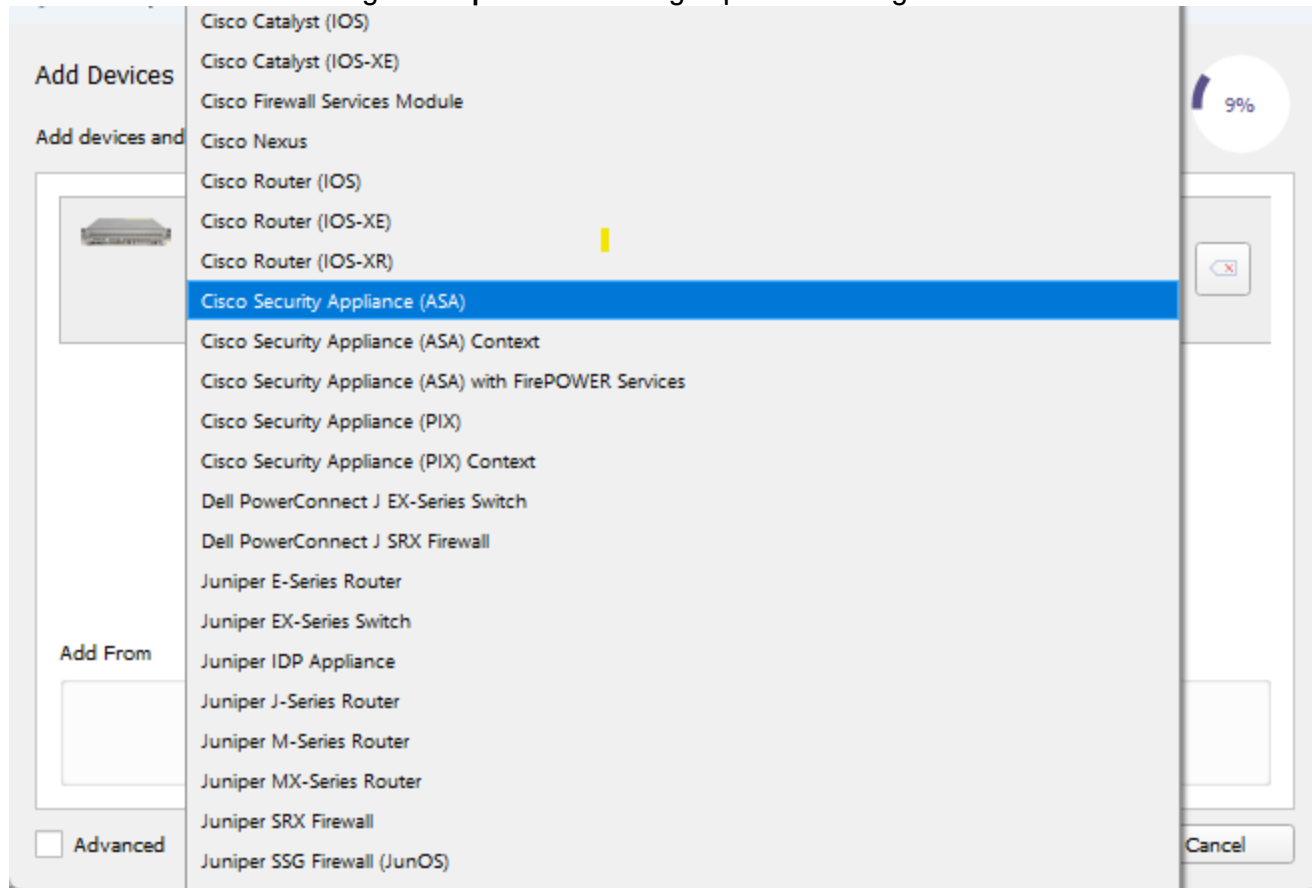 Cisco Catalyst (IOS)
Cisco Catalyst (IOS-XE)
Add Devices
Cisco Firewall Services Module
9%
Add devices and
Cisco Nexus
Cisco Router (IOS)
Cisco Router (IOS-XE)
Cisco Router (IOS-XR)
Cisco Security Appliance (ASA)
Cisco Security Appliance (ASA) Context
Cisco Security Appliance (ASA) with FirePOWER Services
Cisco Security Appliance (PIX)
Cisco Security Appliance (PIX) Context
Dell PowerConnect J EX-Series Switch
Dell PowerConnect J SRX Firewall
Juniper E-Series Router
Juniper EX-Series Switch
Add From
Juniper IDP Appliance
Juniper J-Series Router
Juniper M-Series Router
Juniper MX-Series Router
Juniper SRX Firewall
Advanced
Cancel
Juniper SSG Firewall (JunOS)